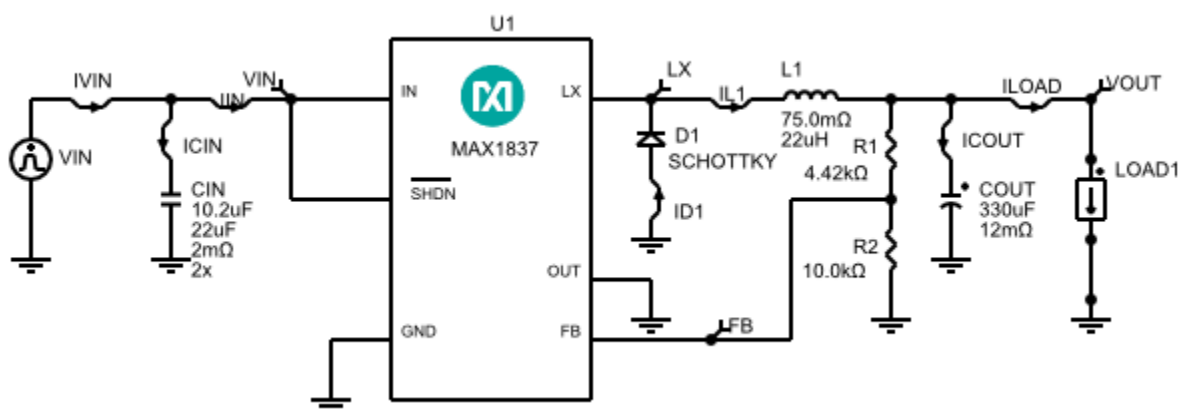 U1
IVIN
VIN
IIN
IN
LX
LX
IL1
L1
ILOAD
VOUT
75.0mΩ
22uH
VIN
ICIN
MAX1837
D1
SCHOTTKY
R1
4.42kΩ
ICOUT
LOAD1
CIN
10.2uF
22uF
2mΩ
2x
SHDN
ID1
COUT
330uF
12mΩ
R2
10.0kΩ
OUT
GND
FB
FB